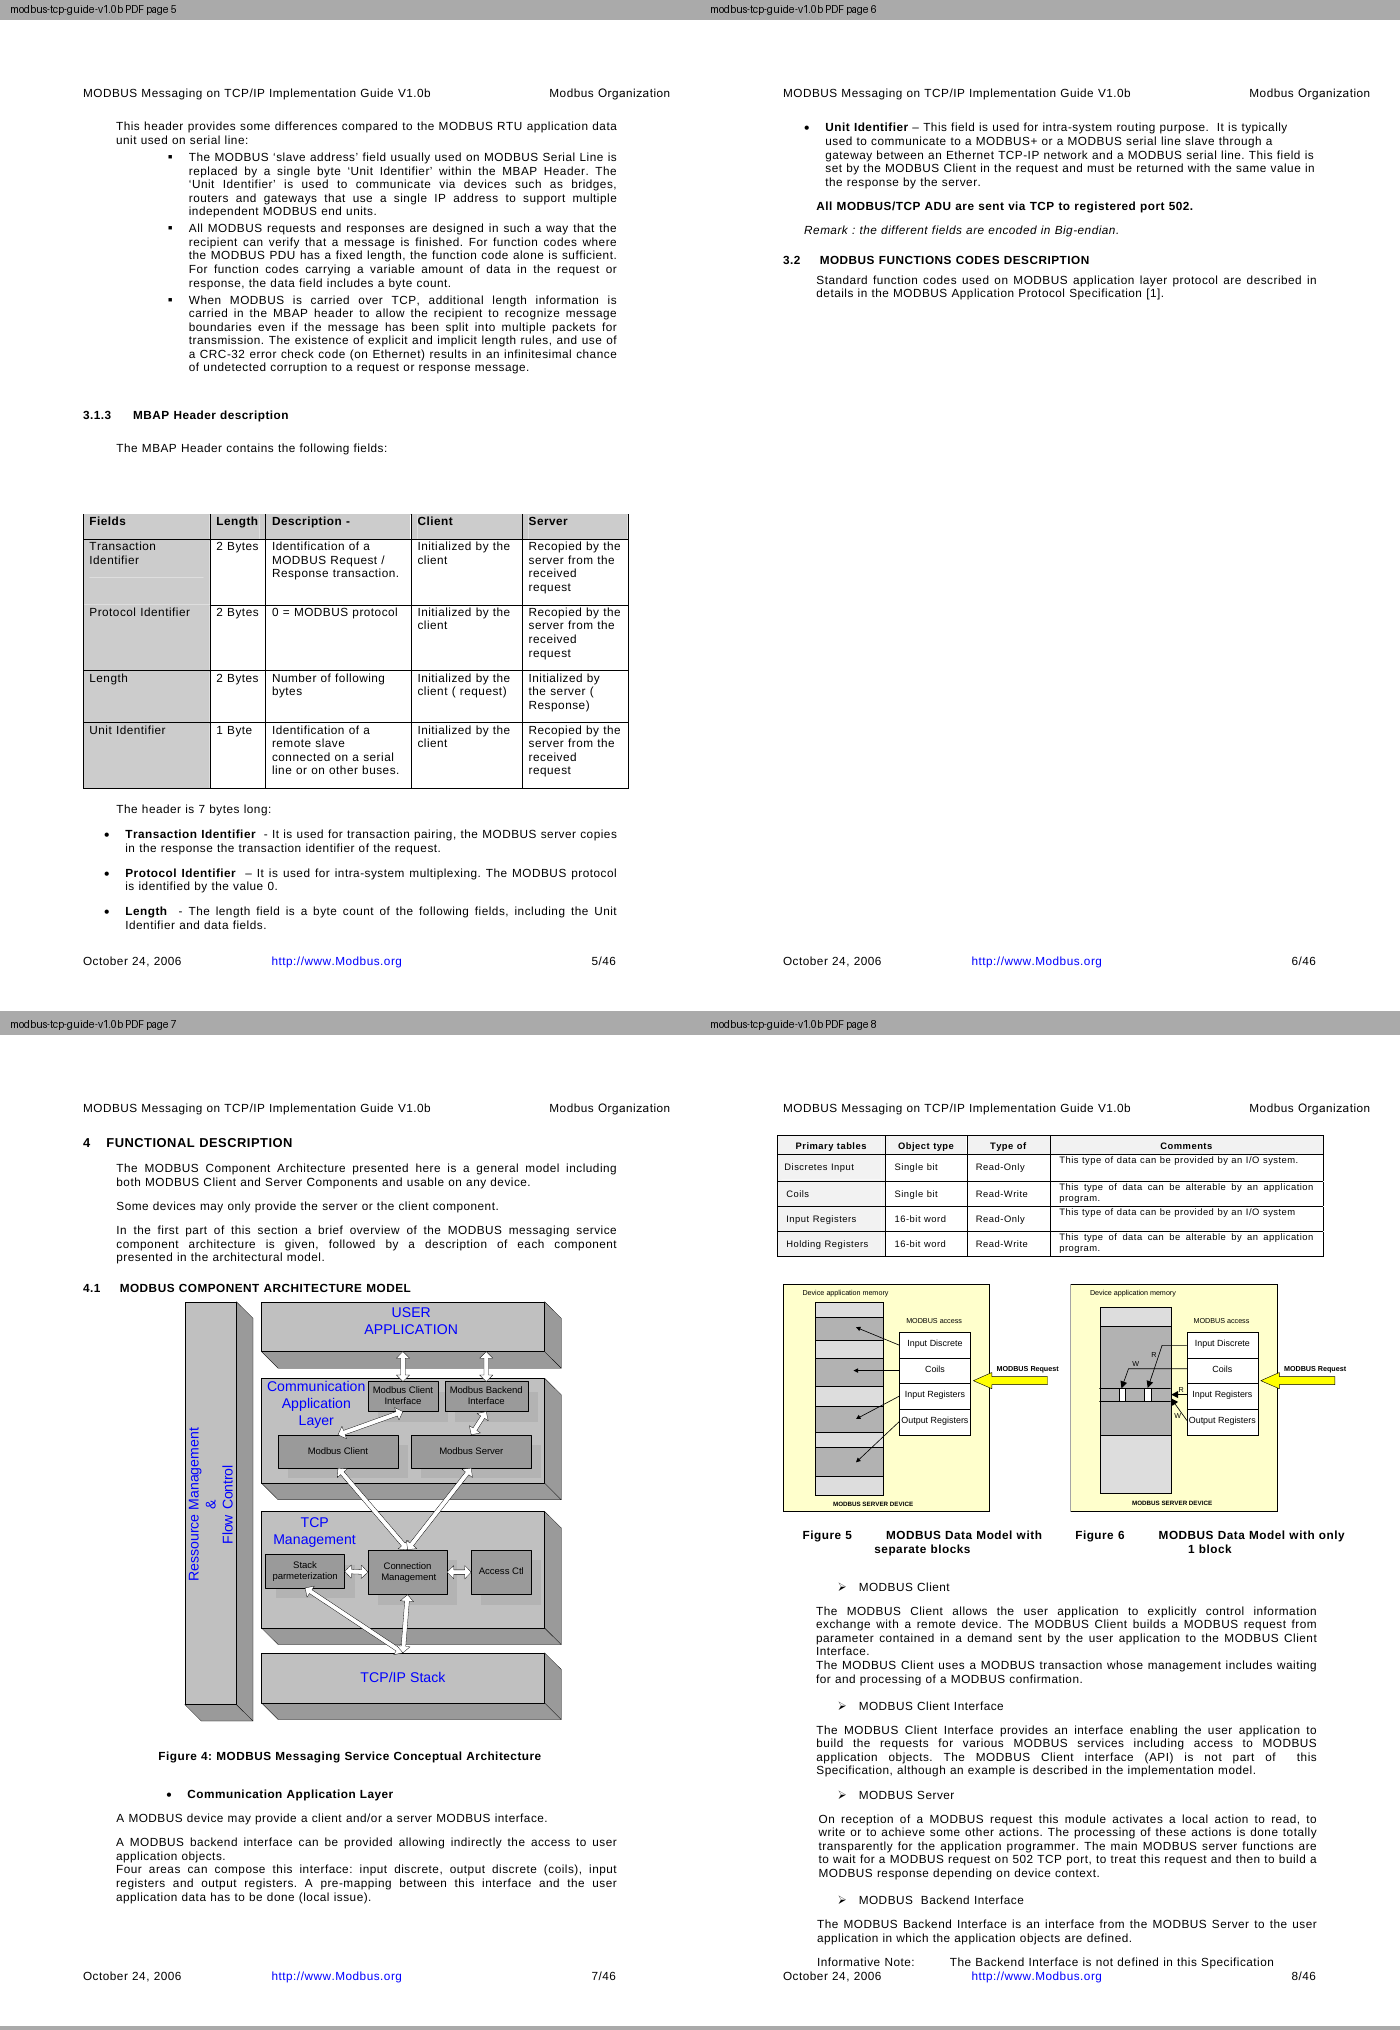 modbus-tcp-guide-v1.0b PDF page 5
MODBUS Messaging on TCP/IP Implementation Guide V1.0b Modbus Organization
This header provides some differences compared to the MODBUS RTU application data
unit used on serial line:
▪ The MODBUS ‘slave address’ field usually used on MODBUS Serial Line is
replaced by a single byte ‘Unit Identifier’ within the MBAP Header. The
‘Unit Identifier’ is used to communicate via devices such as bridges,
routers and gateways that use a single IP address to support multiple
independent MODBUS end units.
▪ All MODBUS requests and responses are designed in such a way that the
recipient can verify that a message is finished. For function codes where
the MODBUS PDU has a fixed length, the function code alone is sufficient.
For function codes carrying a variable amount of data in the request or
response, the data field includes a byte count.
▪ When MODBUS is carried over TCP, additional length information is
carried in the MBAP header to allow the recipient to recognize message
boundaries even if the message has been split into multiple packets for
transmission. The existence of explicit and implicit length rules, and use of
a CRC-32 error check code (on Ethernet) results in an infinitesimal chance
of undetected corruption to a request or response message.
3.1.3 MBAP Header description
The MBAP Header contains the following fields:
Fields Length Description - Client Server
Transaction
Identifier
2 Bytes
Identification of a
MODBUS Request /
Response transaction.
Initialized by the
client
Recopied by the
server from the
received
request
Protocol Identifier
2 Bytes
0 = MODBUS protocol
Initialized by the
client
Recopied by the
server from the
received
request
Length
2 Bytes
Number of following
bytes
Initialized by the
client ( request)
Initialized by
the server (
Response)
Unit Identifier
1 Byte
Identification of a
remote slave
connected on a serial
line or on other buses.
Initialized by the
client
Recopied by the
server from the
received
request
The header is 7 bytes long:
• Transaction Identifier - It is used for transaction pairing, the MODBUS server copies
in the response the transaction identifier of the request.
• Protocol Identifier – It is used for intra-system multiplexing. The MODBUS protocol
is identified by the value 0.
• Length - The length field is a byte count of the following fields, including the Unit
Identifier and data fields.
October 24, 2006 http://www.Modbus.org 5/46
modbus-tcp-guide-v1.0b PDF page 6
MODBUS Messaging on TCP/IP Implementation Guide V1.0b Modbus Organization
• Unit Identifier – This field is used for intra-system routing purpose. It is typically
used to communicate to a MODBUS+ or a MODBUS serial line slave through a
gateway between an Ethernet TCP-IP network and a MODBUS serial line. This field is
set by the MODBUS Client in the request and must be returned with the same value in
the response by the server.
All MODBUS/TCP ADU are sent via TCP to registered port 502.
Remark : the different fields are encoded in Big-endian.
3.2 MODBUS FUNCTIONS CODES DESCRIPTION
Standard function codes used on MODBUS application layer protocol are described in
details in the MODBUS Application Protocol Specification [1].
October 24, 2006 http://www.Modbus.org 6/46
modbus-tcp-guide-v1.0b PDF page 7
MODBUS Messaging on TCP/IP Implementation Guide V1.0b Modbus Organization
4 FUNCTIONAL DESCRIPTION
The MODBUS Component Architecture presented here is a general model including
both MODBUS Client and Server Components and usable on any device.
Some devices may only provide the server or the client component.
In the first part of this section a brief overview of the MODBUS messaging service
component architecture is given, followed by a description of each component
presented in the architectural model.
4.1 MODBUS COMPONENT ARCHITECTURE MODEL
Ressource Management
&
Flow Control
USER
APPLICATION
Communication
Application
Layer
Modbus Client
Interface
Modbus Backend
Interface
Modbus Client
Modbus Server
TCP
Management
Stack
parmeterization
Connection
Management
Access Ctl
TCP/IP Stack
Figure 4: MODBUS Messaging Service Conceptual Architecture
• Communication Application Layer
A MODBUS device may provide a client and/or a server MODBUS interface.
A MODBUS backend interface can be provided allowing indirectly the access to user
application objects.
Four areas can compose this interface: input discrete, output discrete (coils), input
registers and output registers. A pre-mapping between this interface and the user
application data has to be done (local issue).
October 24, 2006 http://www.Modbus.org 7/46
modbus-tcp-guide-v1.0b PDF page 8
MODBUS Messaging on TCP/IP Implementation Guide V1.0b Modbus Organization
Primary tables Object type Type of Comments
Discretes Input Single bit Read-Only This type of data can be provided by an I/O system.
Coils Single bit Read-Write This type of data can be alterable by an application
program.
Input Registers 16-bit word Read-Only This type of data can be provided by an I/O system
Holding Registers 16-bit word Read-Write This type of data can be alterable by an application
program.
Device application memory
MODBUS access
Input Discrete
Coils
Input Registers
Output Registers
MODBUS Request
MODBUS SERVER DEVICE
Device application memory
MODBUS access
Input Discrete
Coils
Input Registers
Output Registers
R
W
R
W
MODBUS Request
MODBUS SERVER DEVICE
Figure 5 MODBUS Data Model with
separate blocks
Figure 6 MODBUS Data Model with only
1 block
➢ MODBUS Client
The MODBUS Client allows the user application to explicitly control information
exchange with a remote device. The MODBUS Client builds a MODBUS request from
parameter contained in a demand sent by the user application to the MODBUS Client
Interface.
The MODBUS Client uses a MODBUS transaction whose management includes waiting
for and processing of a MODBUS confirmation.
➢ MODBUS Client Interface
The MODBUS Client Interface provides an interface enabling the user application to
build the requests for various MODBUS services including access to MODBUS
application objects. The MODBUS Client interface (API) is not part of this
Specification, although an example is described in the implementation model.
➢ MODBUS Server
On reception of a MODBUS request this module activates a local action to read, to
write or to achieve some other actions. The processing of these actions is done totally
transparently for the application programmer. The main MODBUS server functions are
to wait for a MODBUS request on 502 TCP port, to treat this request and then to build a
MODBUS response depending on device context.
➢ MODBUS Backend Interface
The MODBUS Backend Interface is an interface from the MODBUS Server to the user
application in which the application objects are defined.
Informative Note: The Backend Interface is not defined in this Specification
October 24, 2006 http://www.Modbus.org 8/46